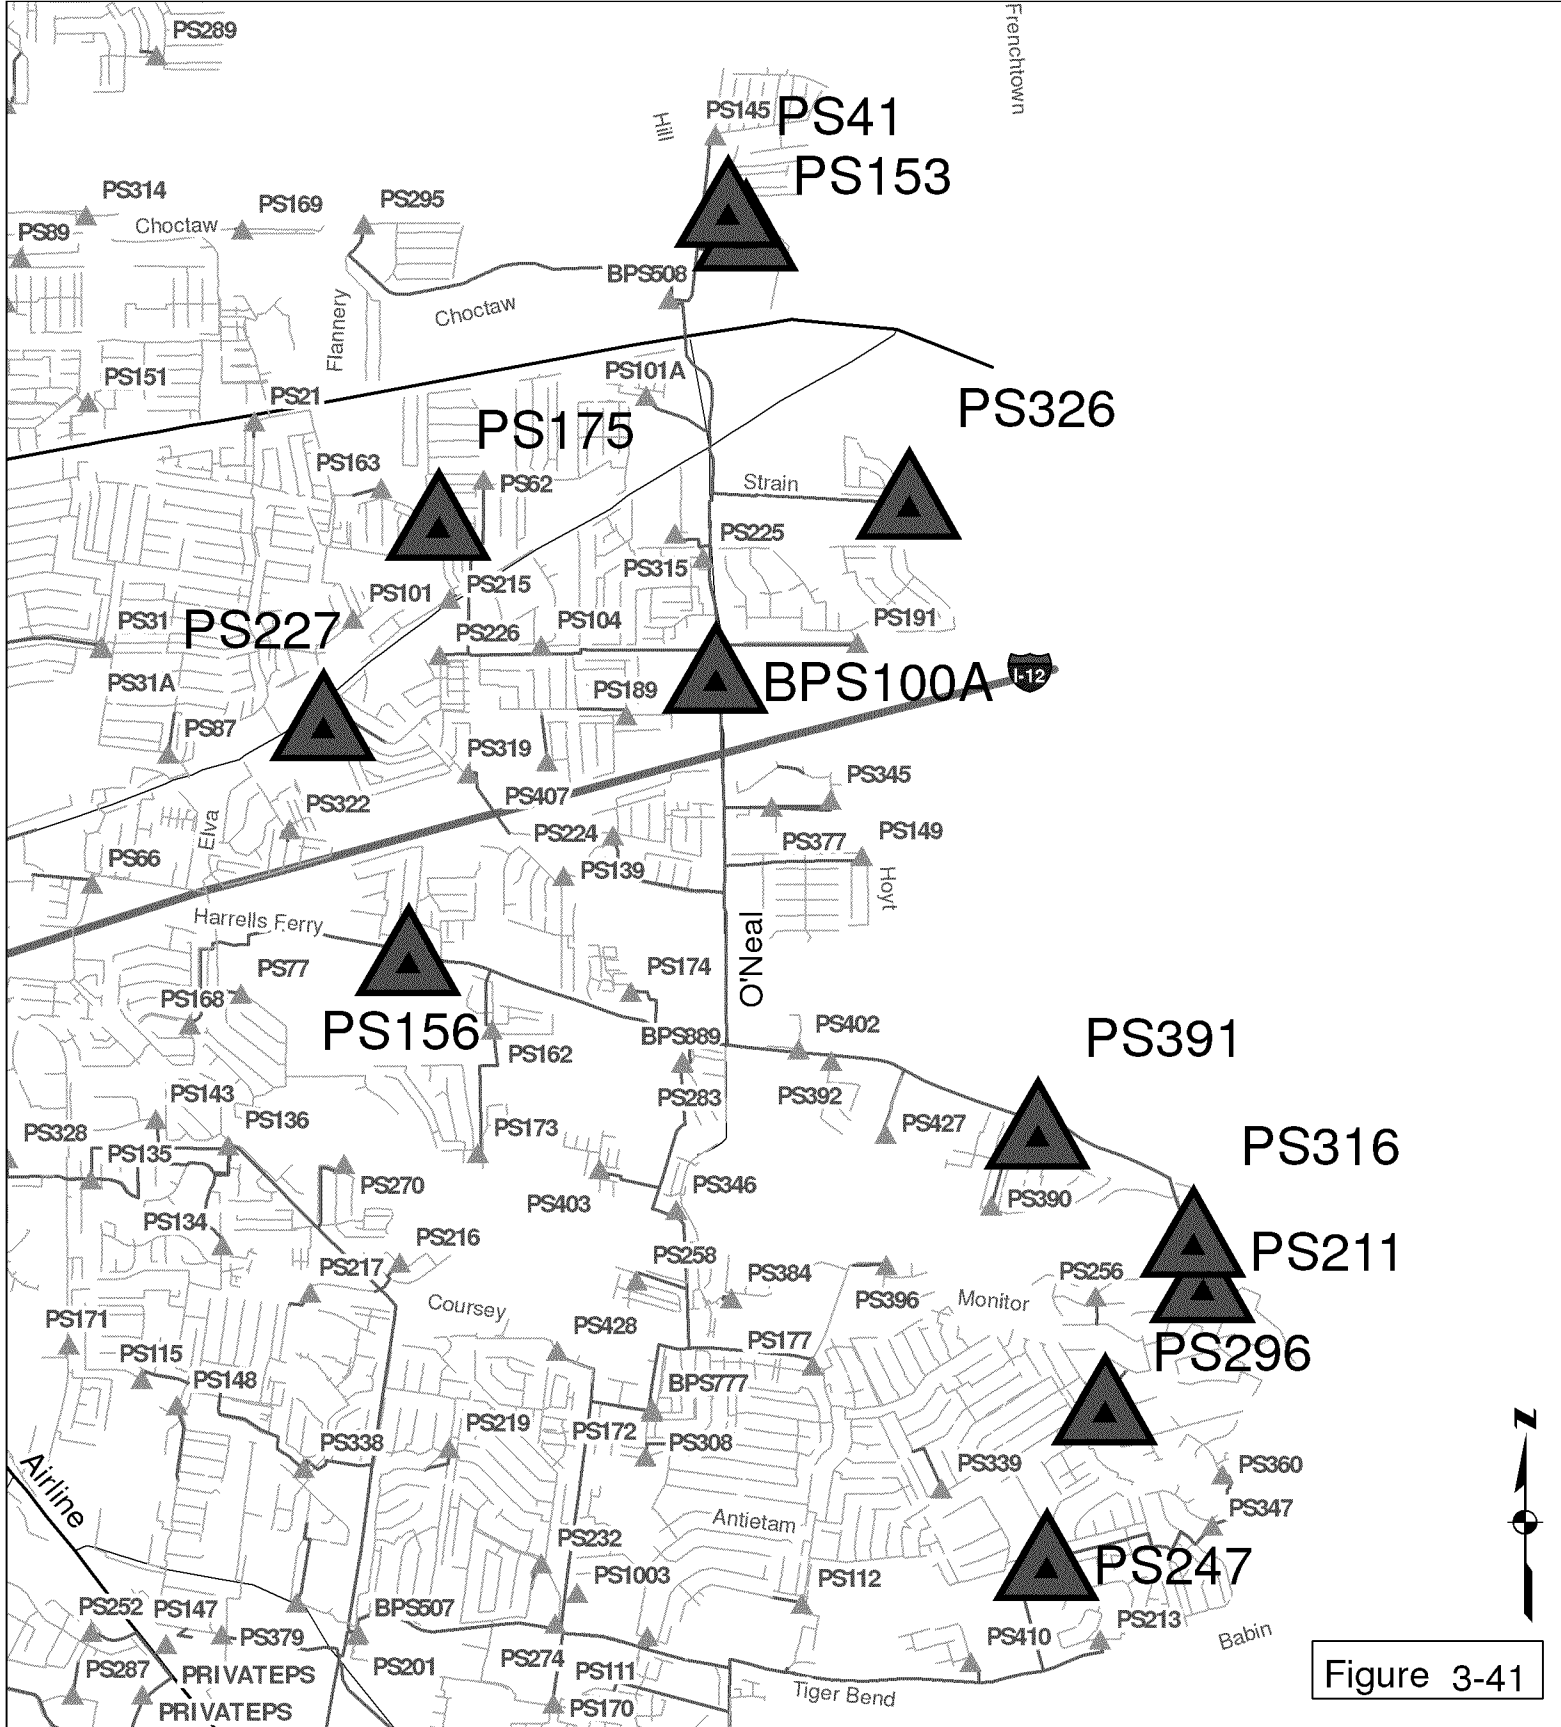 PS289
Frenchtown
PS145
PS41
Hill
PS153
PS314
PS169
PS295
Choctaw
PS89
BPS508
Choctaw
Flannery
PS151
PS101A
PS21
PS326
PS175
PS163
PS62
Strain
PS225
PS315
PS101
PS215
PS31
PS227
PS104
PS191
PS226
PS31A
PS189
BPS100A
I-12
PS87
PS319
PS345
PS407
PS322
Elva
PS224
PS377
PS149
PS66
PS139
Hoyt
Harrells Ferry
O'Neal
PS77
PS174
PS168
PS156
PS402
BPS889
PS391
PS162
PS143
PS283
PS392
PS136
PS328
PS173
PS427
PS135
PS316
PS270
PS346
PS403
PS390
PS134
PS216
PS258
PS211
PS217
PS384
PS256
PS396
Coursey
Monitor
PS171
PS428
PS177
PS115
PS296
PS148
BPS777
PS219
PS172
PS338
PS308
PS339
PS360
Airline
PS347
Antietam
PS232
PS1003
PS112
PS247
PS252
PS147
BPS507
PS213
PS379
PS410
Babin
PS287
PRIVATEPS
PS201
PS274
PS111
PRIVATEPS
PS170
Tiger Bend
Z
Figure 3-41